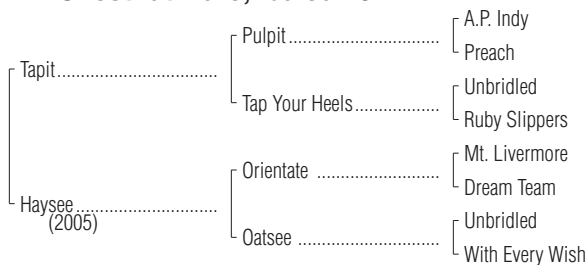 A.P. Indy
Pulpit
Preach
Tapit
Unbridled
Tap Your Heels
Ruby Slippers
Mt. Livermore
Orientate
Dream Team
Haysee
(2005)
Unbridled
Oatsee
With Every Wish